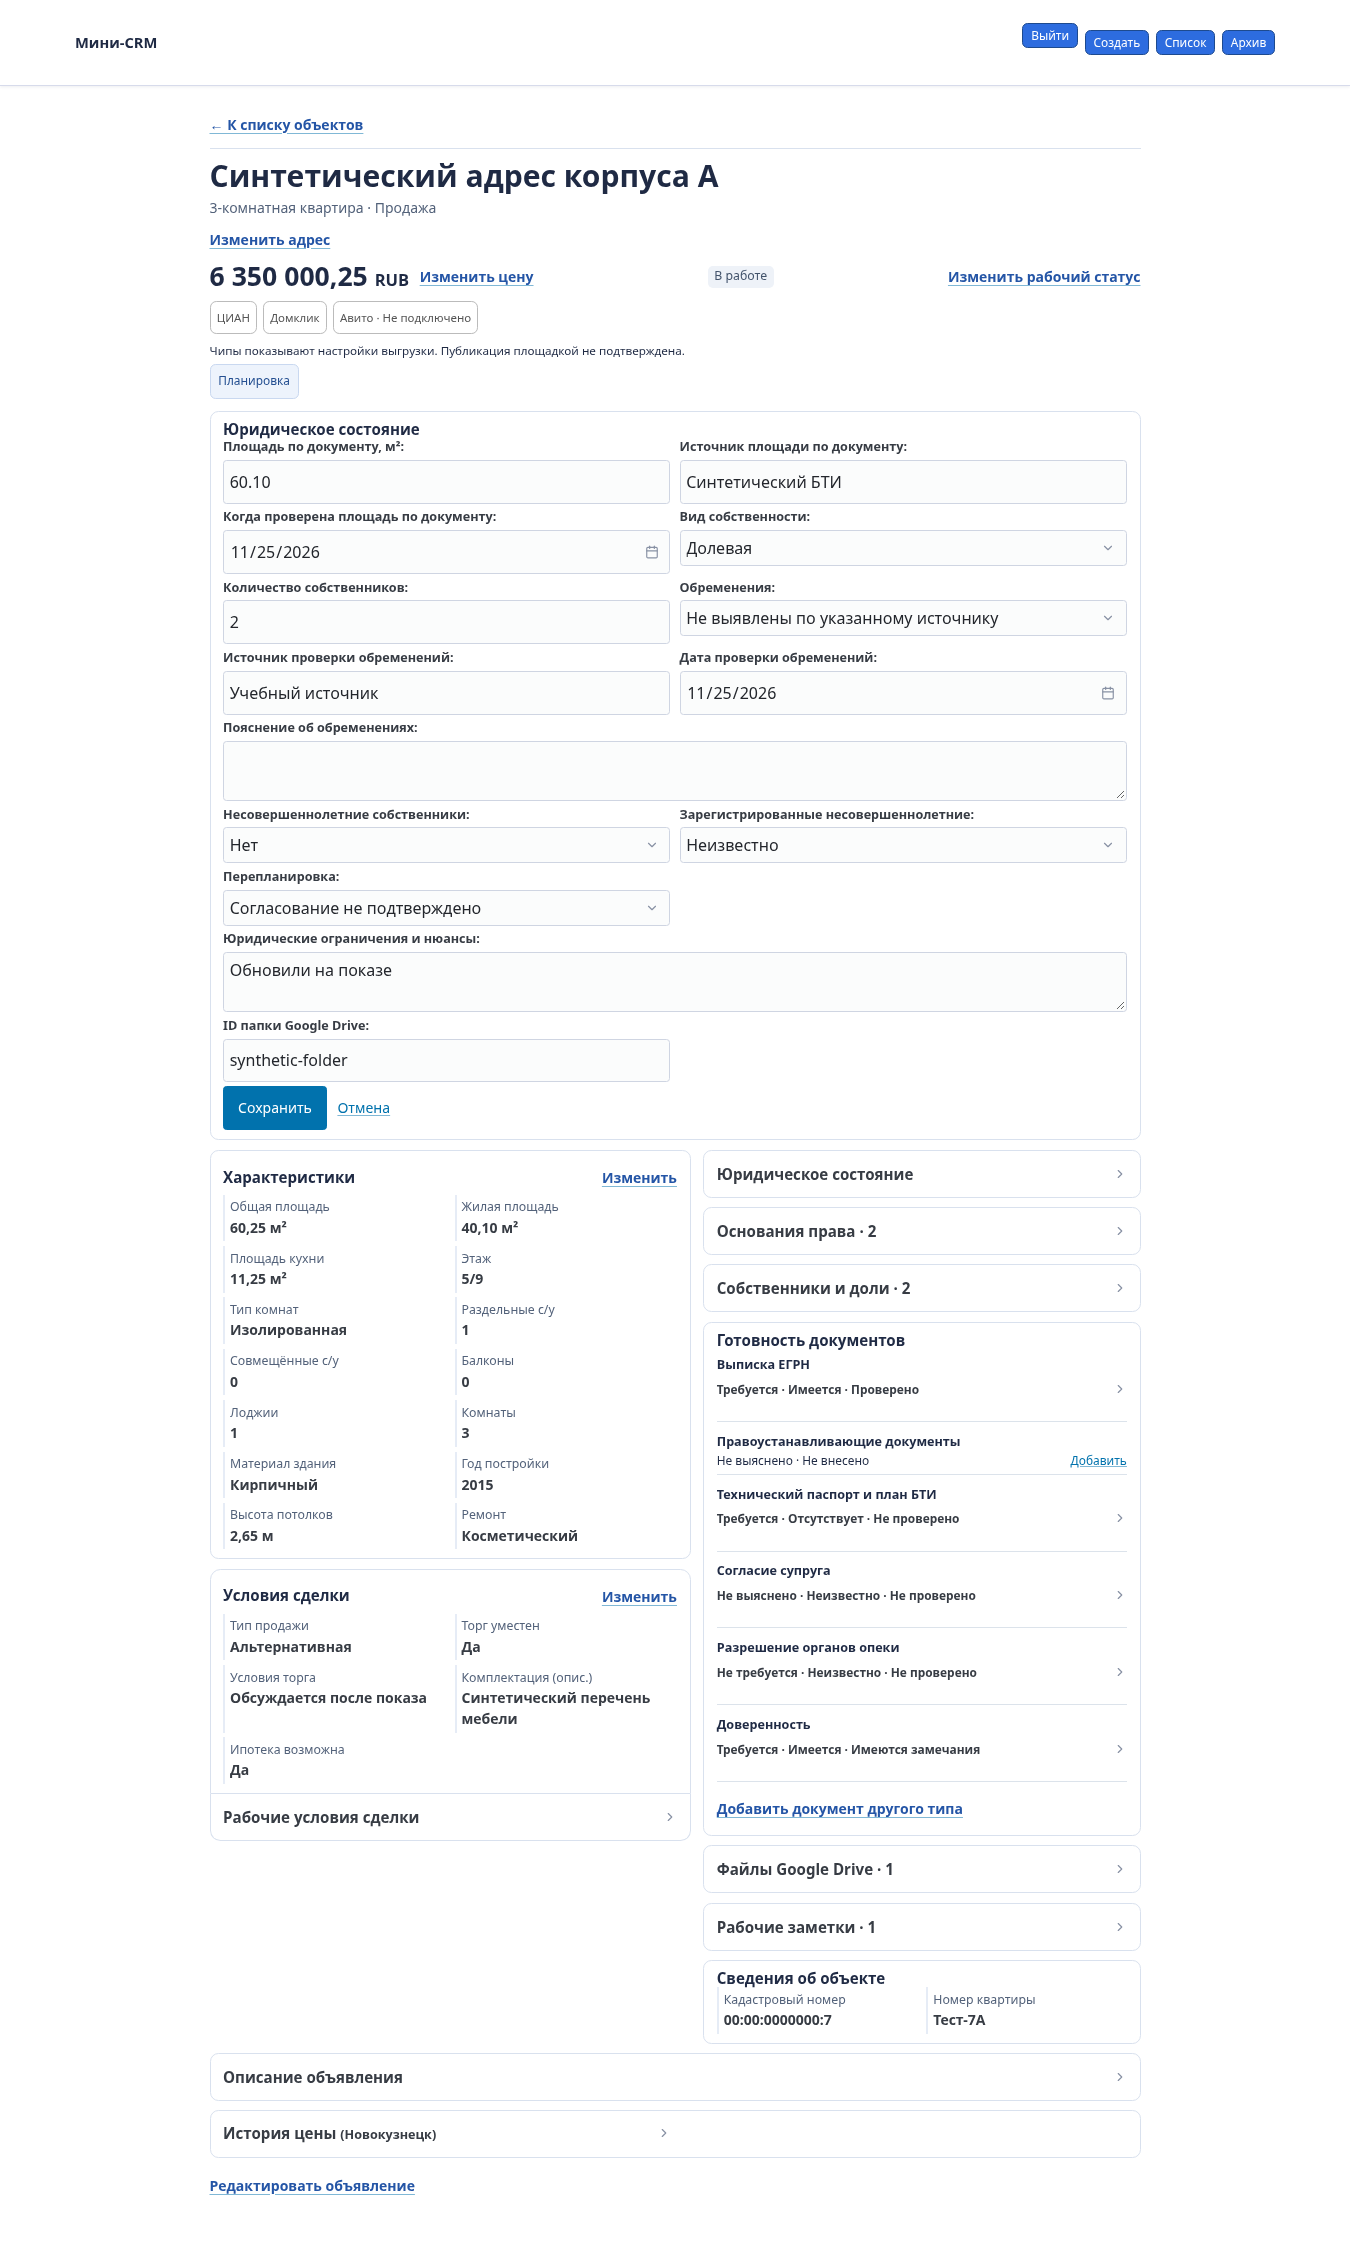 Мини-CRM
Выйти
Создать
Список
Архив
← К списку объектов
Синтетический адрес корпуса А
3-комнатная квартира · Продажа
Изменить адрес
6 350 000,25 RUB Изменить цену
В работе
Изменить рабочий статус
ЦИАН
Домклик
Авито · Не подключено
Чипы показывают настройки выгрузки. Публикация площадкой не подтверждена.
Планировка
Юридическое состояние
Площадь по документу, м²:
60.10
Источник площади по документу:
Синтетический БТИ
Когда проверена площадь по документу:
11/25/2026
Вид собственности:
Долевая
Количество собственников:
2
Обременения:
Не выявлены по указанному источнику
Источник проверки обременений:
Учебный источник
Дата проверки обременений:
11/25/2026
Пояснение об обременениях:
Несовершеннолетние собственники:
Нет
Зарегистрированные несовершеннолетние:
Неизвестно
Перепланировка:
Согласование не подтверждено
Юридические ограничения и нюансы:
Обновили на показе
ID папки Google Drive:
synthetic-folder
Сохранить
Отмена
Характеристики
Изменить
Общая площадь
60,25 м²
Жилая площадь
40,10 м²
Площадь кухни
11,25 м²
Этаж
5/9
Тип комнат
Изолированная
Раздельные с/у
1
Совмещённые с/у
0
Балконы
0
Лоджии
1
Комнаты
3
Материал здания
Кирпичный
Год постройки
2015
Высота потолков
2,65 м
Ремонт
Косметический
Условия сделки
Изменить
Тип продажи
Альтернативная
Торг уместен
Да
Условия торга
Обсуждается после показа
Комплектация (опис.)
Синтетический перечень
мебели
Ипотека возможна
Да
Рабочие условия сделки
Юридическое состояние
Основания права · 2
Собственники и доли · 2
Готовность документов
Выписка ЕГРН
Требуется · Имеется · Проверено
Правоустанавливающие документы
Не выяснено · Не внесено
Добавить
Технический паспорт и план БТИ
Требуется · Отсутствует · Не проверено
Согласие супруга
Не выяснено · Неизвестно · Не проверено
Разрешение органов опеки
Не требуется · Неизвестно · Не проверено
Доверенность
Требуется · Имеется · Имеются замечания
Добавить документ другого типа
Файлы Google Drive · 1
Рабочие заметки · 1
Сведения об объекте
Кадастровый номер
00:00:0000000:7
Номер квартиры
Тест-7А
Описание объявления
История цены (Новокузнецк)
Редактировать объявление